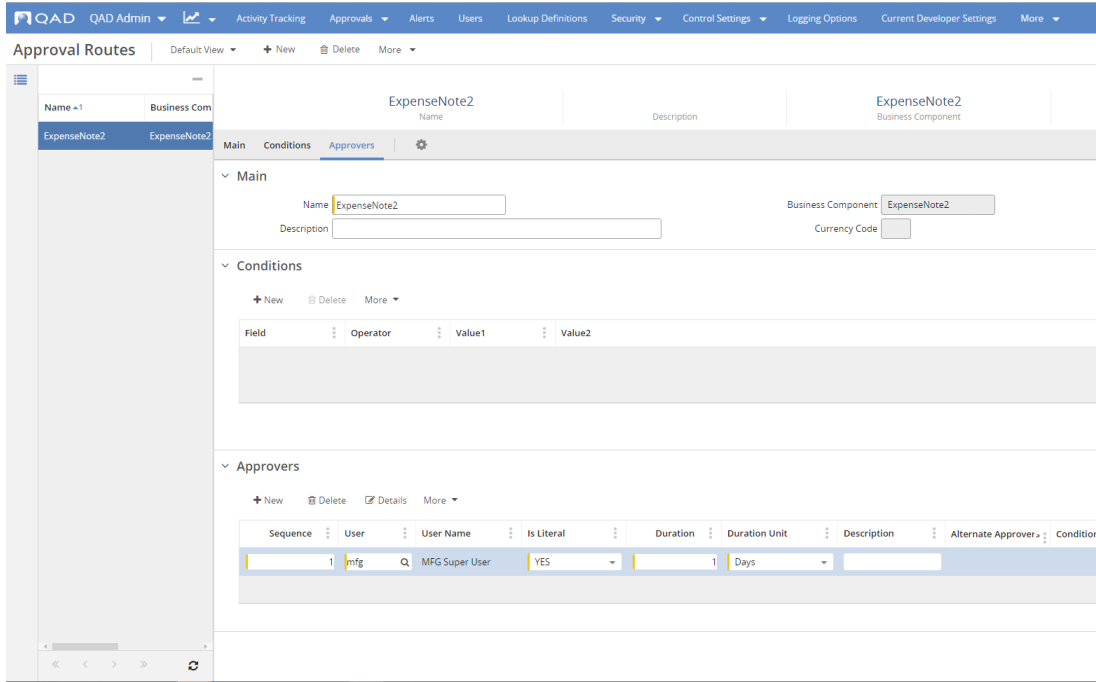 QAD QAD Admin Activity Tracking Approvals Alerts Users Lookup Definitions Security Control Settings Logging Options Current Developer Settings More
Approval Routes Default View New Delete More
Name 1 Business Com
ExpenseNote2 ExpenseNote2
ExpenseNote2 ExpenseNote2
Name Description Business Component
Main Conditions Approvers
Main
Name ExpenseNote2 Business Component ExpenseNote2
Description Currency Code
Conditions
New Delete More
Field Operator Value1 Value2
Approvers
New Delete Details More
Sequence User User Name Is Literal Duration Duration Unit Description Alternate Approver Condition
1 mfg MFG Super User YES 1 Days